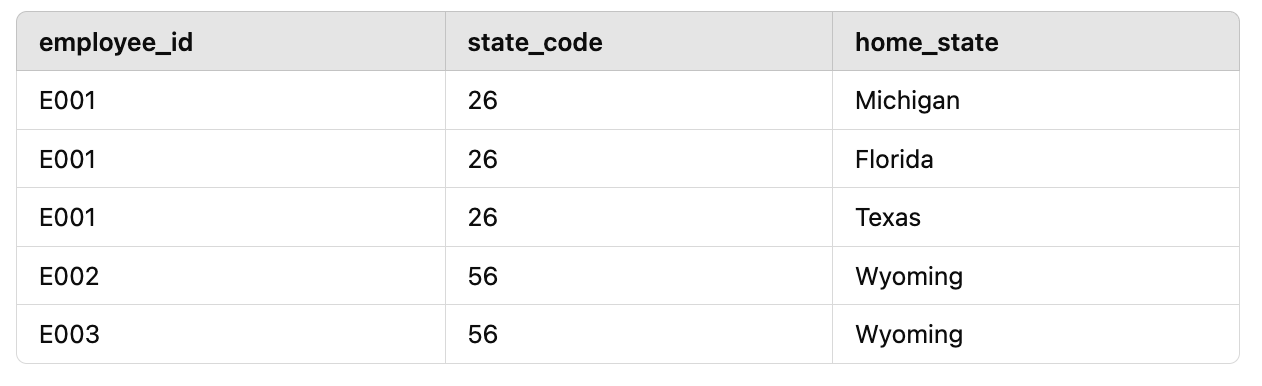 employee_id state_code home_state
E001 26 Michigan
E001 26 Florida
E001 26 Texas
E002 56 Wyoming
E003 56 Wyoming